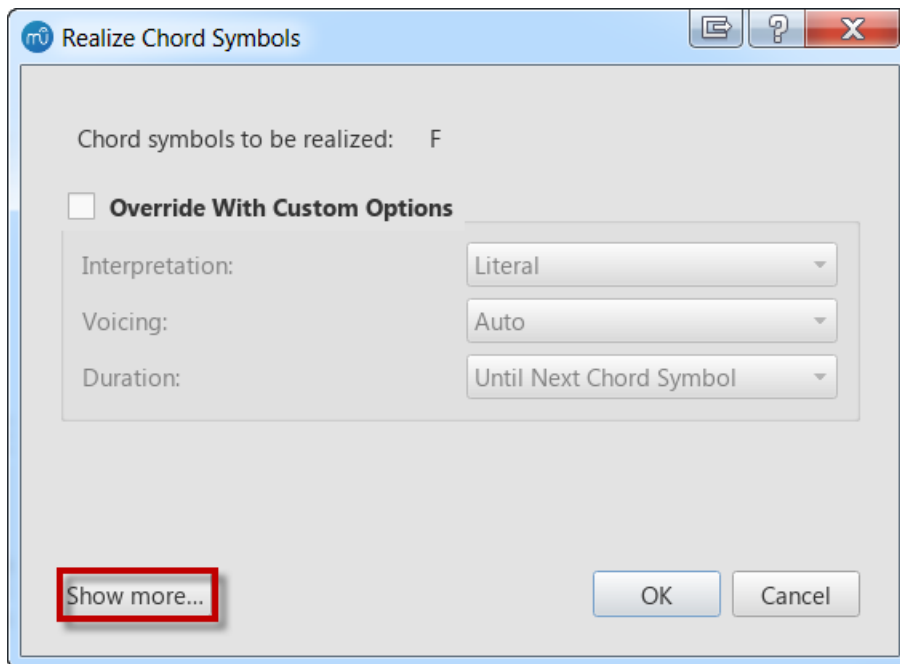 Realize Chord Symbols
Chord symbols to be realized: F
Override With Custom Options
Interpretation: Literal
Voicing: Auto
Duration: Until Next Chord Symbol
Show more... OK Cancel